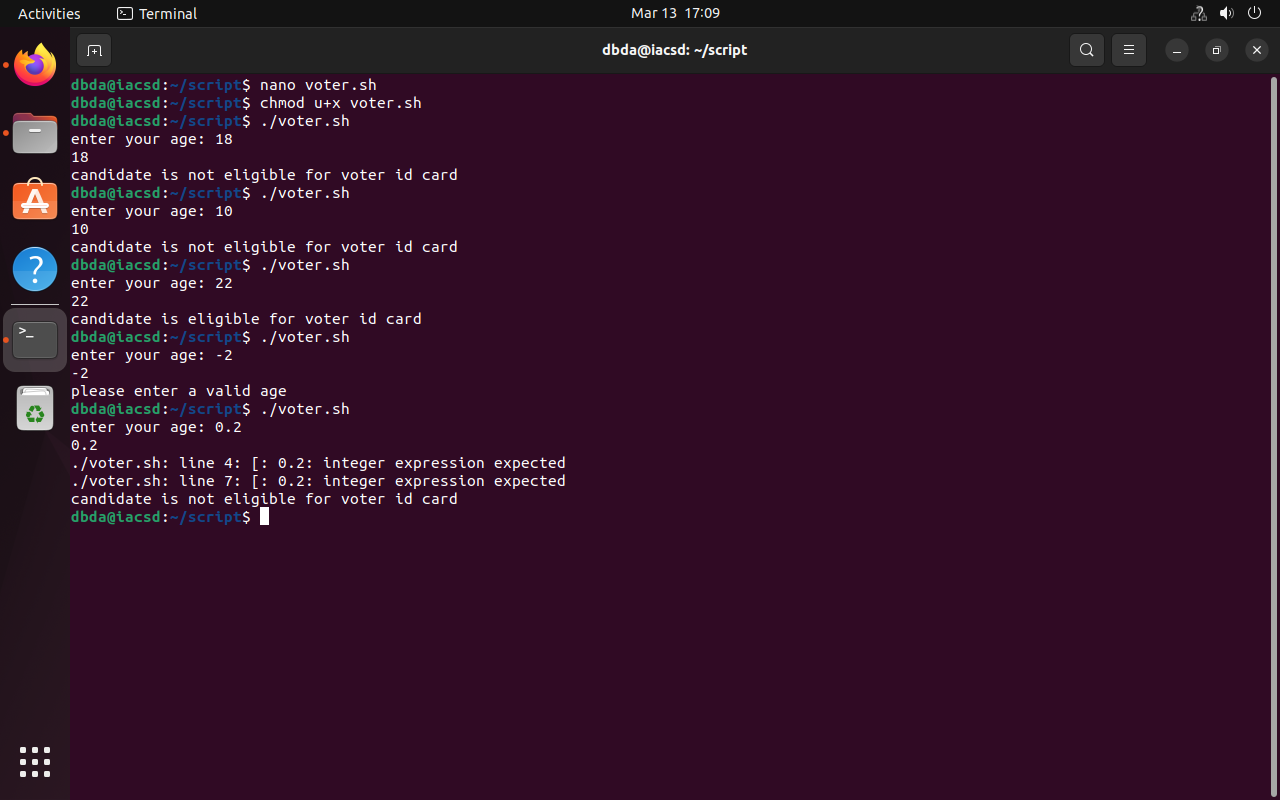 Activities
Terminal
Mar 13 17:09
dbda@iacsd: ~/script
dbda@iacsd:~/script$ nano voter.sh
dbda@iacsd:~/script$ chmod u+x voter.sh
dbda@iacsd:~/script$ ./voter.sh
enter your age: 18
18
candidate is not eligible for voter id card
dbda@iacsd:~/script$ ./voter.sh
enter your age: 10
10
candidate is not eligible for voter id card
dbda@iacsd:~/script$ ./voter.sh
enter your age: 22
22
candidate is eligible for voter id card
dbda@iacsd:~/script$ ./voter.sh
enter your age: -2
-2
please enter a valid age
dbda@iacsd:~/script$ ./voter.sh
enter your age: 0.2
0.2
./voter.sh: line 4: [: 0.2: integer expression expected
./voter.sh: line 7: [: 0.2: integer expression expected
candidate is not eligible for voter id card
dbda@iacsd:~/script$